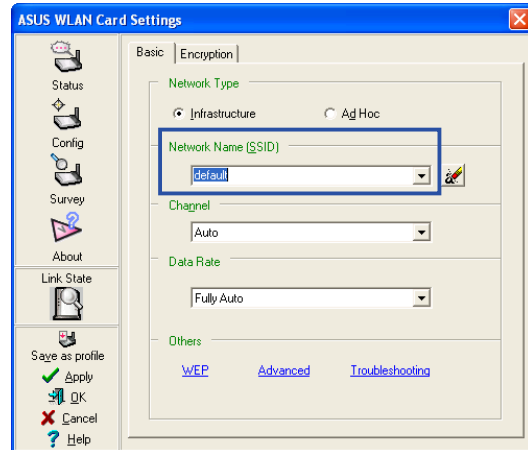 ASUS WLAN Card Settings
Status
Config
Survey
About
Link State
Save as profile
Apply
OK
Cancel
Help
Basic
Encryption
Network Type
Infrastructure
Ad Hoc
Network Name (SSID)
default
Channel
Auto
Data Rate
Fully Auto
Others
WEP Advanced Troubleshooting